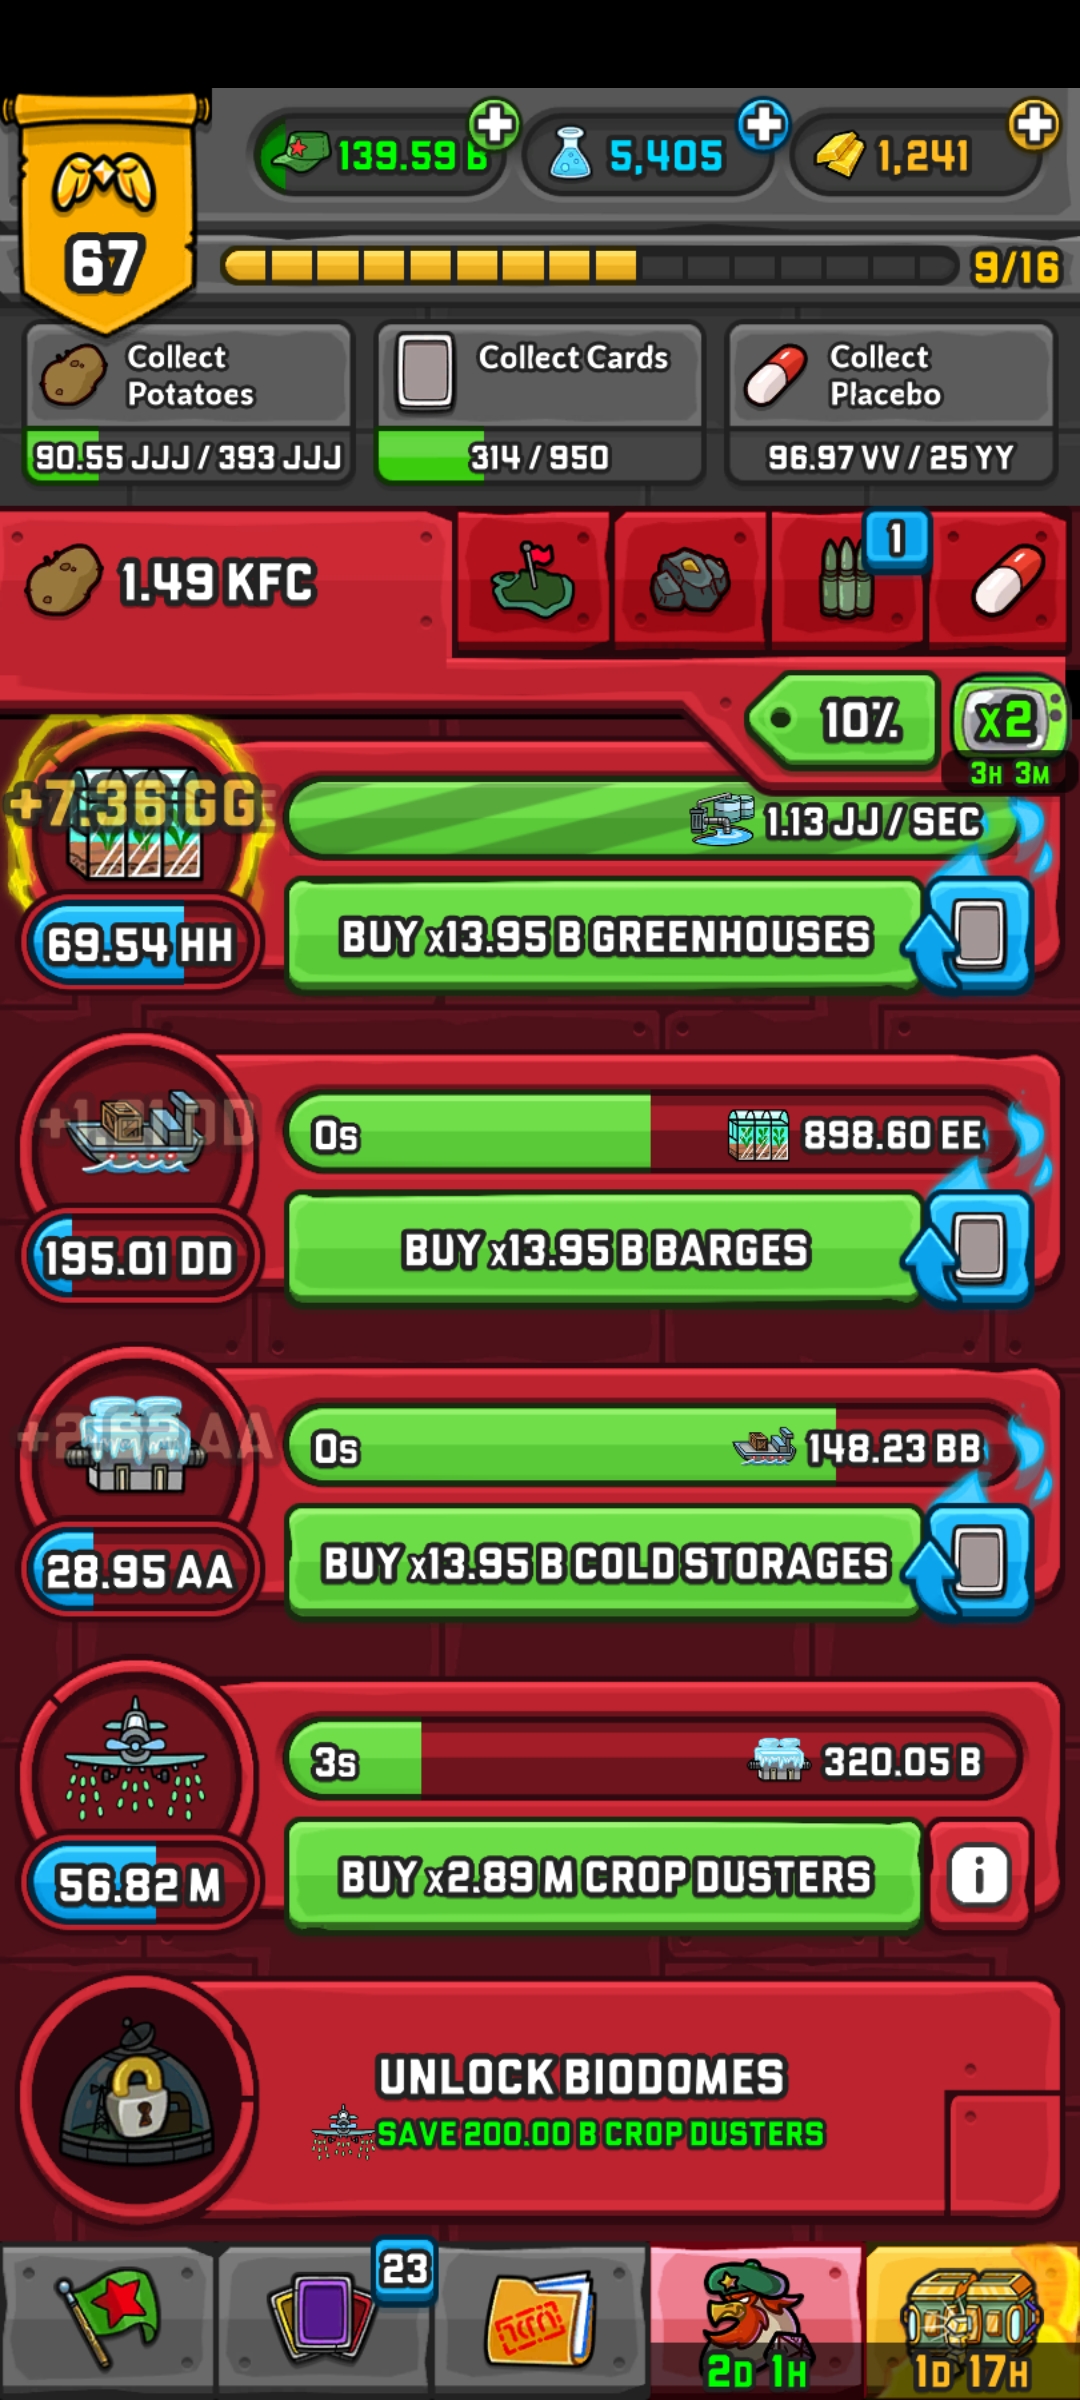 139.59 B
5,405
1,241
67
9/16
Collect
Potatoes
Collect Cards
Collect
Placebo
90.55 JJJ / 393 JJJ
314 / 950
96.97 VV / 25 YY
1.49 KFC
1
10%
x2
3H 3M
+7.36 GG
1.13 JJ / SEC
69.54 HH
BUY x13.95 B GREENHOUSES
0s
898.60 EE
195.01 DD
BUY x13.95 B BARGES
0s
148.23 BB
28.95 AA
BUY x13.95 B COLD STORAGES
3s
320.05 B
56.82 M
BUY x2.89 M CROP DUSTERS
i
UNLOCK BIODOMES
SAVE 200.00 B CROP DUSTERS
23
2D 1H
1D 17H